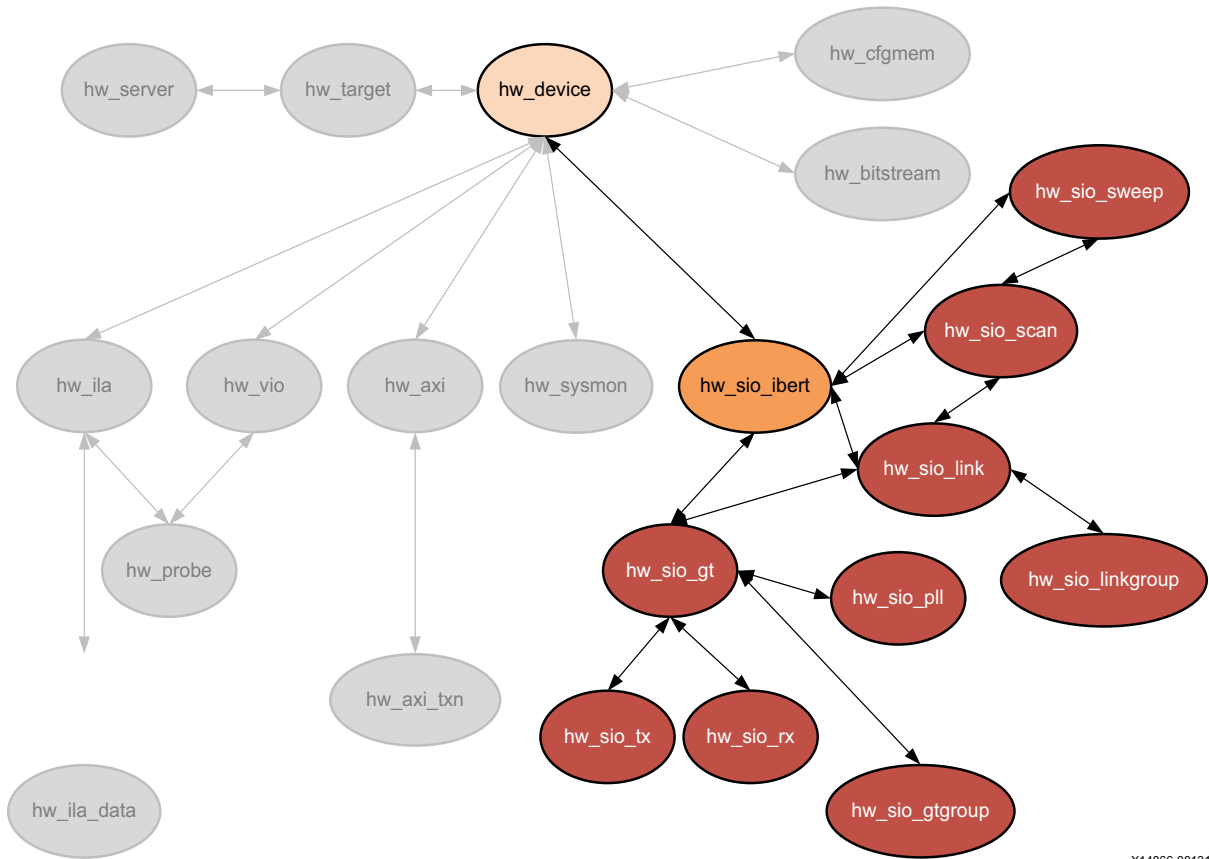 hw_server
hw_target
hw_device
hw_cfgmem
hw_bitstream
hw_sio_sweep
hw_sio_scan
hw_ila
hw_vio
hw_axi
hw_sysmon
hw_sio_ibert
hw_sio_link
hw_probe
hw_sio_gt
hw_sio_pll
hw_sio_linkgroup
hw_axi_txn
hw_sio_tx
hw_sio_rx
hw_ila_data
hw_sio_gtgroup